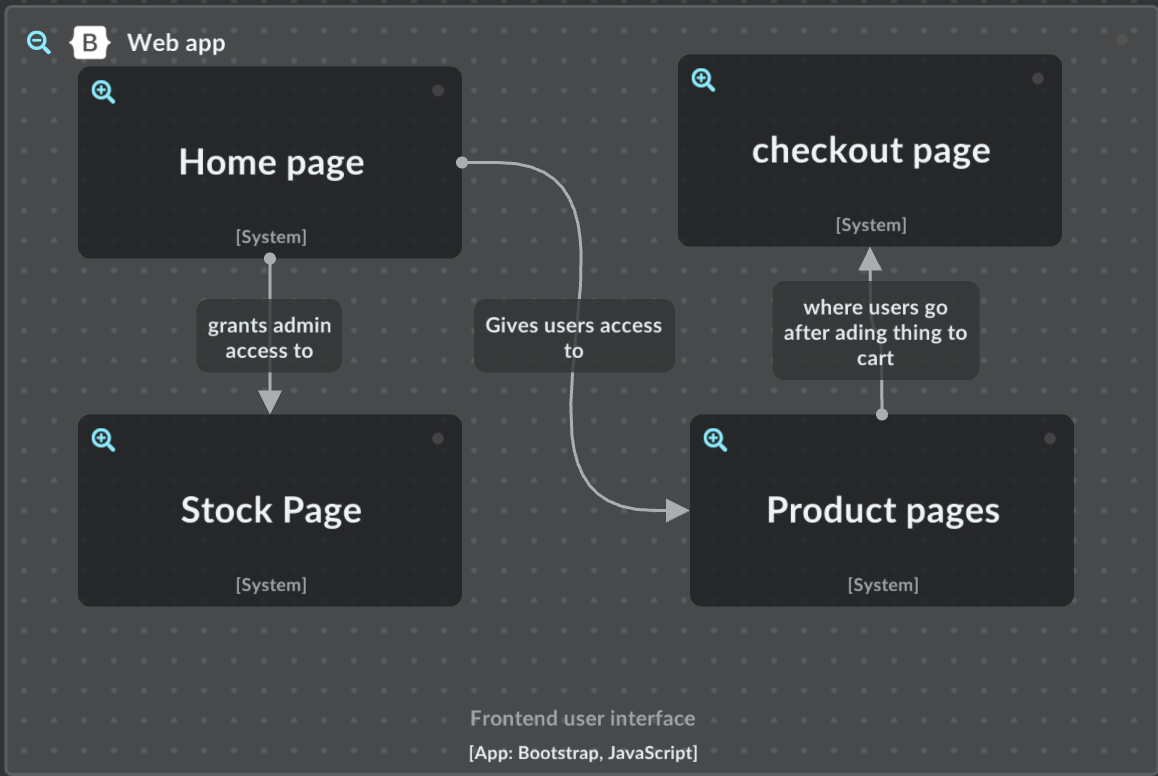 B Web app
Home page
[System]
checkout page
[System]
grants admin
access to
Gives users access
to
where users go
after ading thing to
cart
Stock Page
[System]
Product pages
[System]
Frontend user interface
[App: Bootstrap, JavaScript]